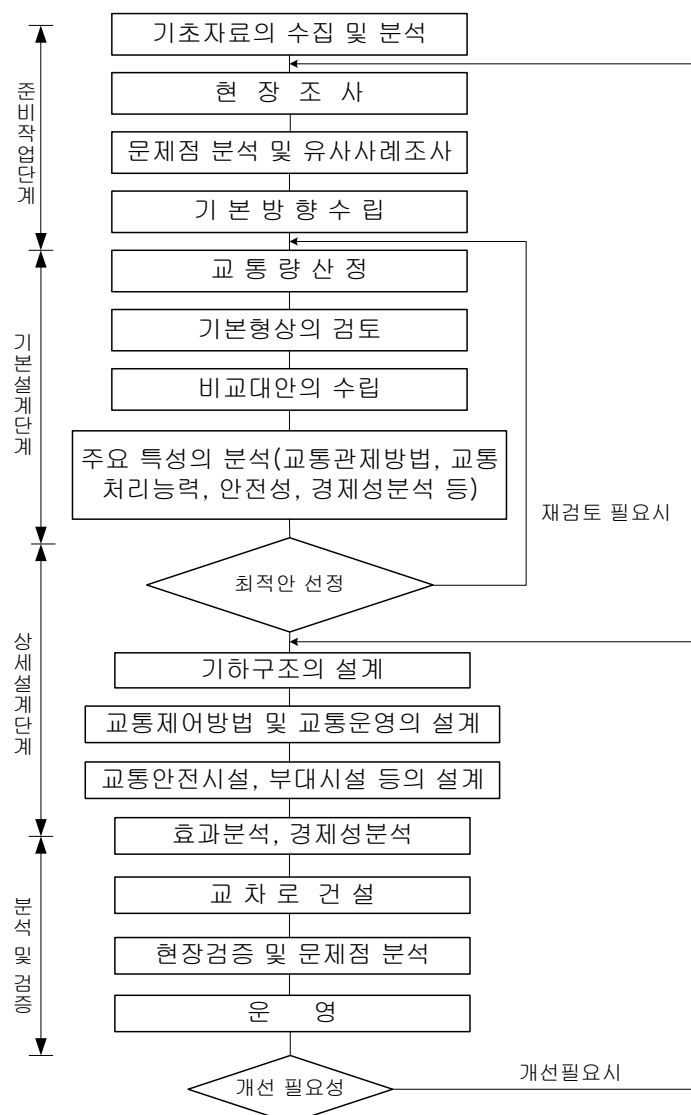 기초자료의 수집 및 분석
현 장 조 사
문제점 분석 및 유사사례조사
기 본 방 향 수 립
준비작업단계
교 통 량 산 정
기본형상의 검토
비교대안의 수립
주요 특성의 분석(교통관제방법, 교통
처리능력, 안전성, 경제성분석 등)
기본설계단계
재검토 필요시
최적안 선정
기하구조의 설계
교통제어방법 및 교통운영의 설계
교통안전시설, 부대시설 등의 설계
상세설계단계
효과분석, 경제성분석
교 차 로 건 설
현장검증 및 문제점 분석
운 영
분석 및 검증
개선 필요성
개선필요시